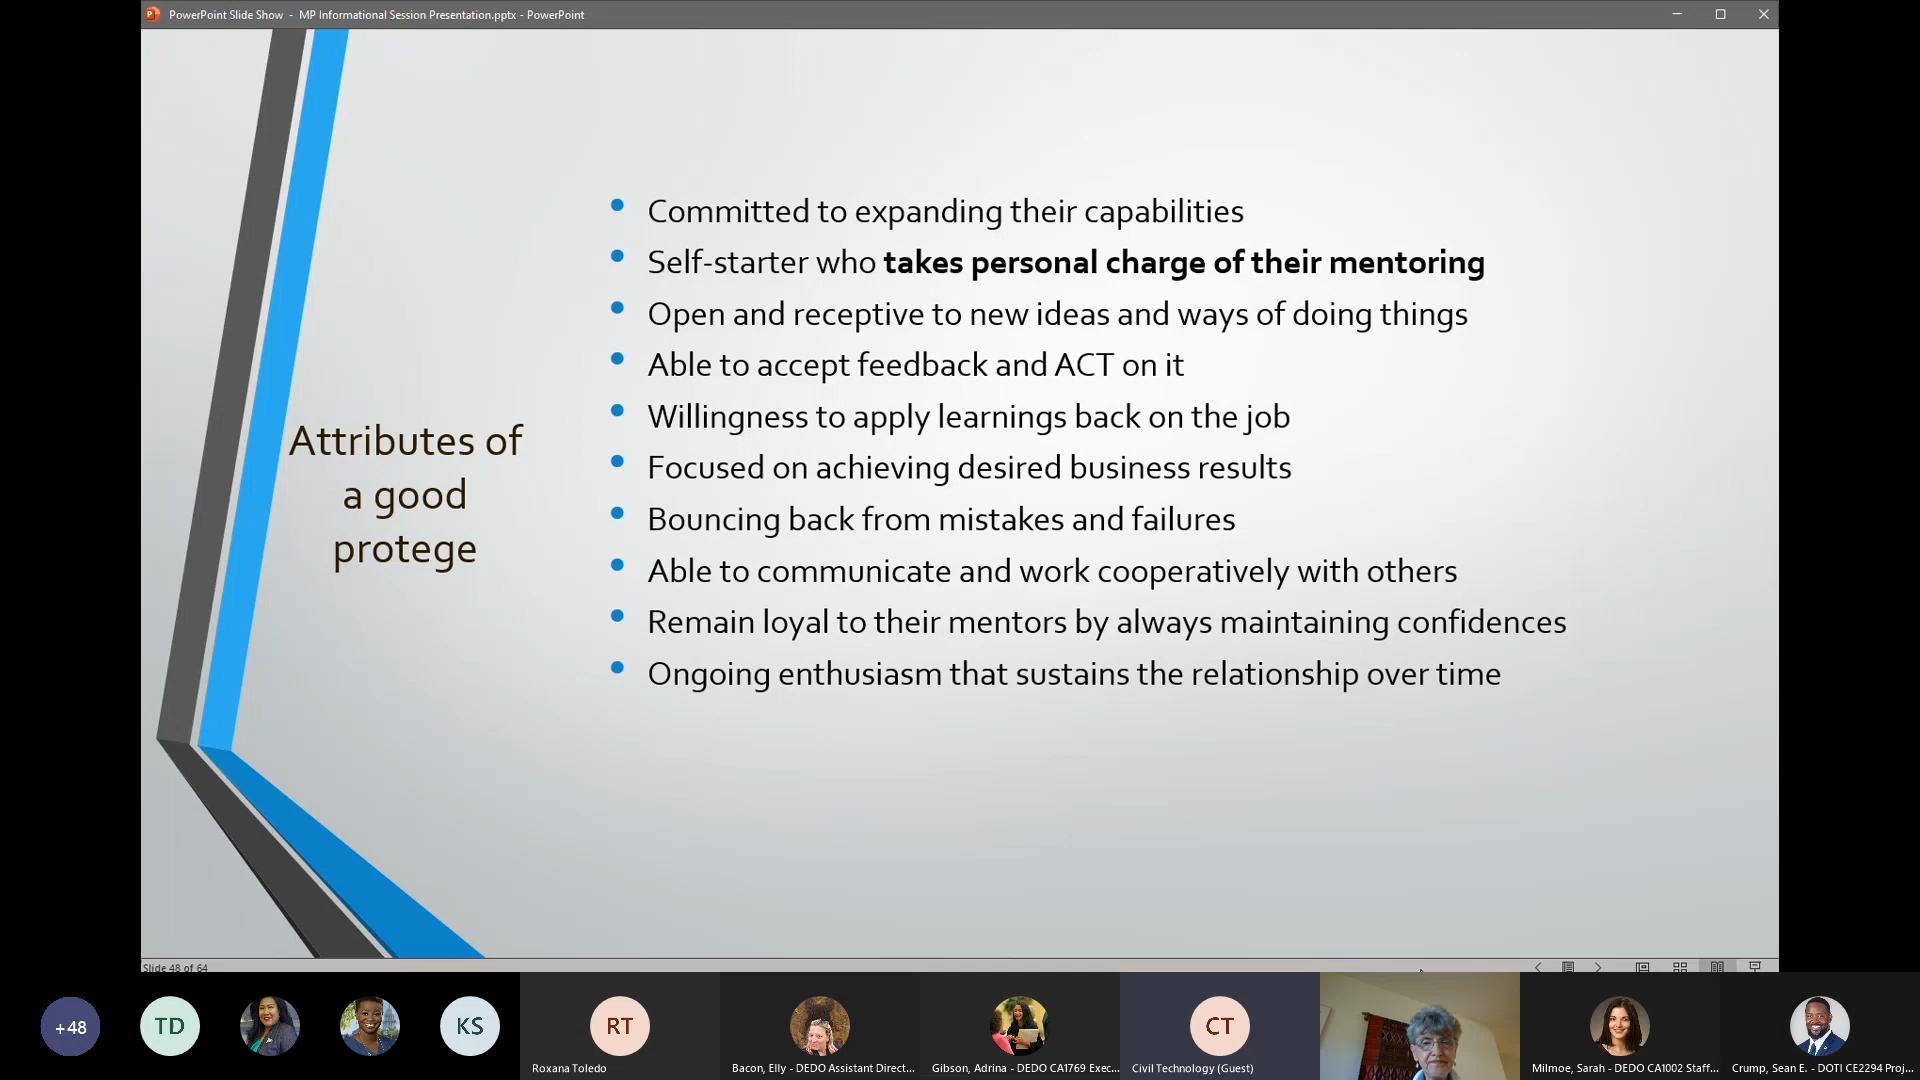 PowerPoint Slide Show - MP Informational Session Presentation.pptx - PowerPoint
Attributes of
a good
protege
Committed to expanding their capabilities
Self-starter who takes personal charge of their mentoring
Open and receptive to new ideas and ways of doing things
Able to accept feedback and ACT on it
Willingness to apply learnings back on the job
Focused on achieving desired business results
Bouncing back from mistakes and failures
Able to communicate and work cooperatively with others
Remain loyal to their mentors by always maintaining confidences
Ongoing enthusiasm that sustains the relationship over time
Slide 48 of 64
+48
TD
KS
RT
Roxana Toledo
Bacon, Elly - DEDO Assistant Direct...
Gibson, Adrina - DEDO CA1769 Exec...
CT
Civil Technology (Guest)
Milmoe, Sarah - DEDO CA1002 Staff...
Crump, Sean E. - DOTI CE2294 Proj...